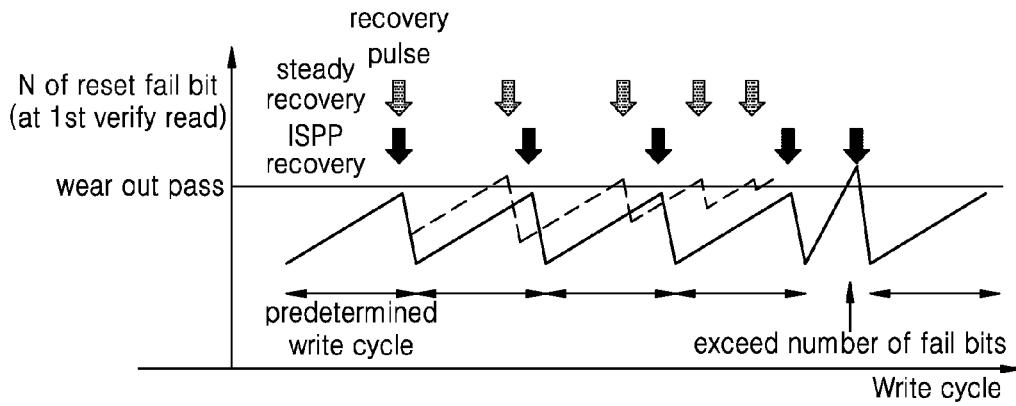 recovery
pulse
steady
recovery
ISPP
recovery
N of reset fail bit
(at 1st verify read)
wear out pass
predetermined
write cycle
exceed number of fail bits
Write cycle